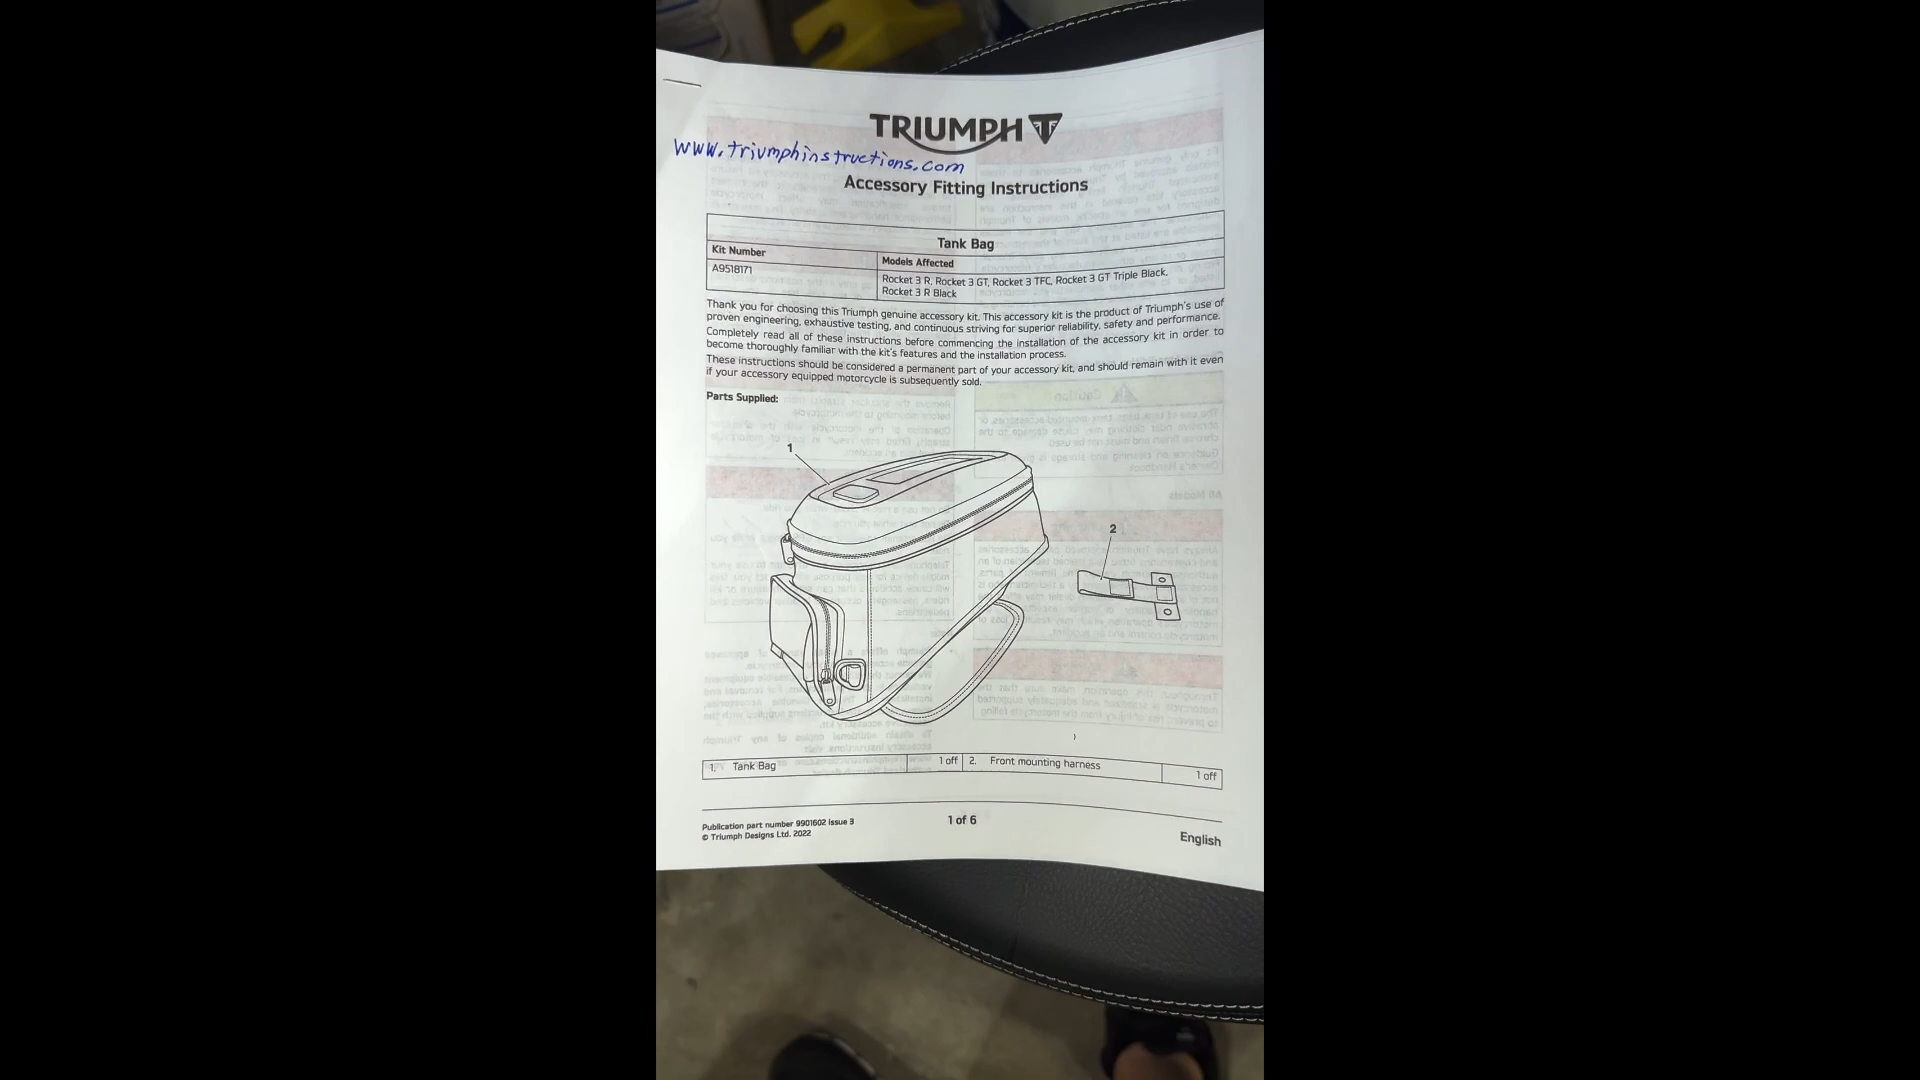 TRIUMPH
www.triumphinstructions.com
Accessory Fitting Instructions
Tank Bag
Kit Number
Models Affected
A9518171
Rocket 3 R, Rocket 3 GT, Rocket 3 TFC, Rocket 3 GT Triple Black,
Rocket 3 R Black
Thank you for choosing this Triumph genuine accessory kit. This accessory kit is the product of Triumph's use of
proven engineering, exhaustive testing, and continuous striving for superior reliability, safety and performance.
Completely read all of these instructions before commencing the installation of the accessory kit in order to
become thoroughly familiar with the kit's features and the installation process.
These instructions should be considered a permanent part of your accessory kit, and should remain with it even
if your accessory equipped motorcycle is subsequently sold.
Parts Supplied:
1
2
1. Tank Bag 1 off 2. Front mounting harness 1 off
Publication part number 9901602 issue 3
© Triumph Designs Ltd. 2022
1 of 6
English